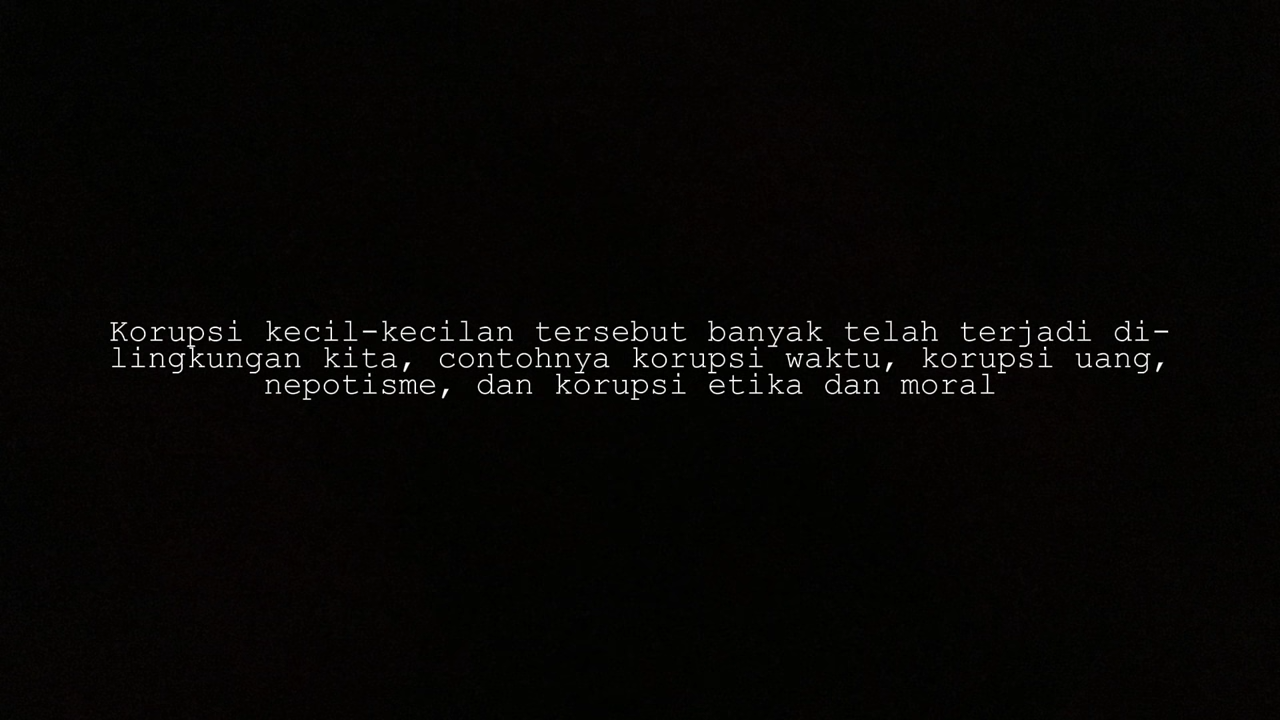 Korupsi kecil-kecilan tersebut banyak telah terjadi di-
lingkungan kita, contohnya korupsi waktu, korupsi uang,
nepotisme, dan korupsi etika dan moral